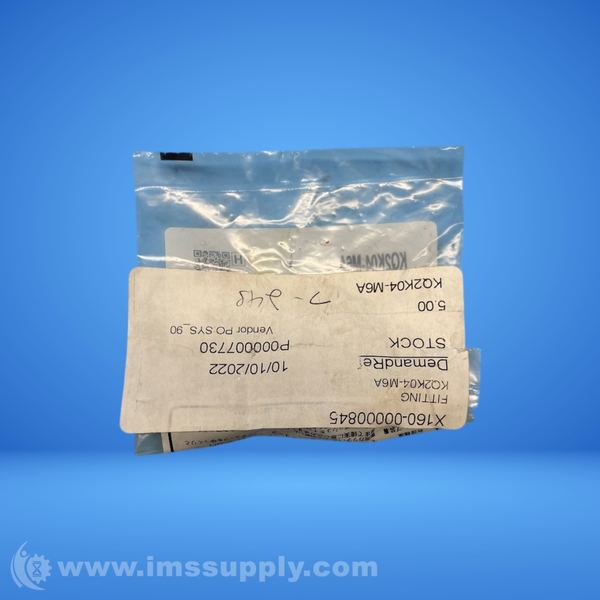 X160-00000845
FITTING
KQ2K04-M6A
DemandRe
STOCK
10/10/2022
P000007730
Vendor PO SYS_90
5.00
KQ2K04-M6A
KQ2K04-M6A
www.imssupply.com